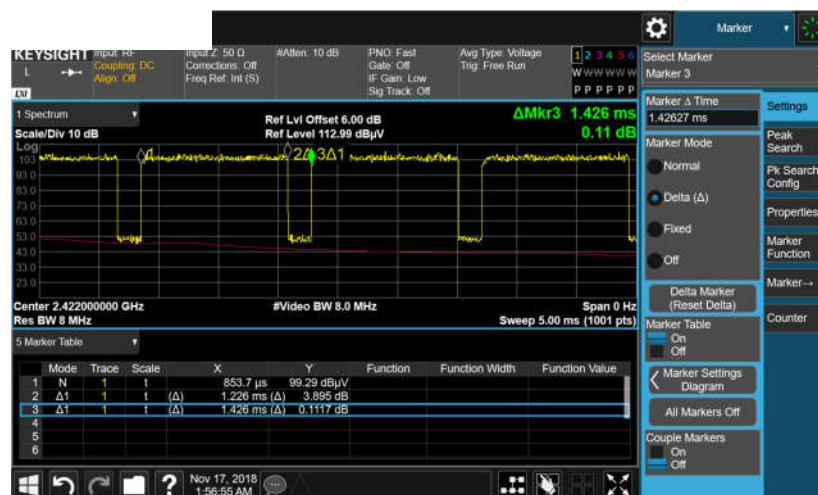 Marker
KEYSIGHT
Input: RF
Coupling: DC
Align: Off
Input Z: 50 Ω
Corrections: Off
Freq Ref: Int (S)
#Atten: 10 dB
PNO: Fast
Gate: Off
IF Gain: Low
Sig Track: Off
Avg Type: Voltage
Trig: Free Run
1 2 3 4 5 6
W W W W W W
P P P P P P
L
LXI
Select Marker
Marker 3
1 Spectrum
Scale/Div 10 dB
Ref Lvl Offset 6.00 dB
Ref Level 112.99 dBµV
ΔMkr3 1.426 ms
0.11 dB
Log
103
93.0
83.0
73.0
63.0
53.0
43.0
33.0
23.0
2Δ1
3Δ1
Center 2.422000000 GHz
Res BW 8 MHz
#Video BW 8.0 MHz
Span 0 Hz
Sweep 5.00 ms (1001 pts)
5 Marker Table
Mode Trace Scale X Y Function Function Width Function Value
1 N 1 t 853.7 µs 99.29 dBµV
2 Δ1 1 t (Δ) 1.226 ms (Δ) 3.895 dB
3 Δ1 1 t (Δ) 1.426 ms (Δ) 0.1117 dB
4
5
6
Marker Δ Time
1.42627 ms
Marker Mode
Normal
Delta (Δ)
Fixed
Off
Delta Marker
(Reset Delta)
Marker Table
On
Off
Marker Settings
Diagram
All Markers Off
Couple Markers
On
Off
Settings
Peak
Search
Pk Search
Config
Properties
Marker
Function
Marker→
Counter
?
Nov 17, 2018
1:56:55 AM